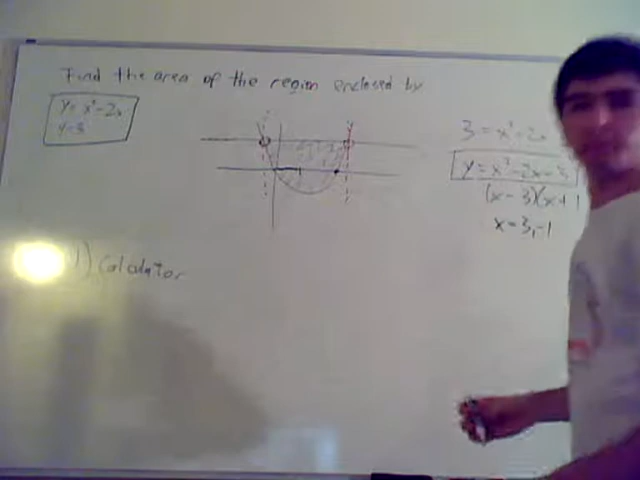 Find the area of the region enclosed by
y = x² - 2x
y = 3
3 = x² - 2x
y = x² - 2x - 3
(x - 3)(x + 1
x = 3, -1
1) Calculator